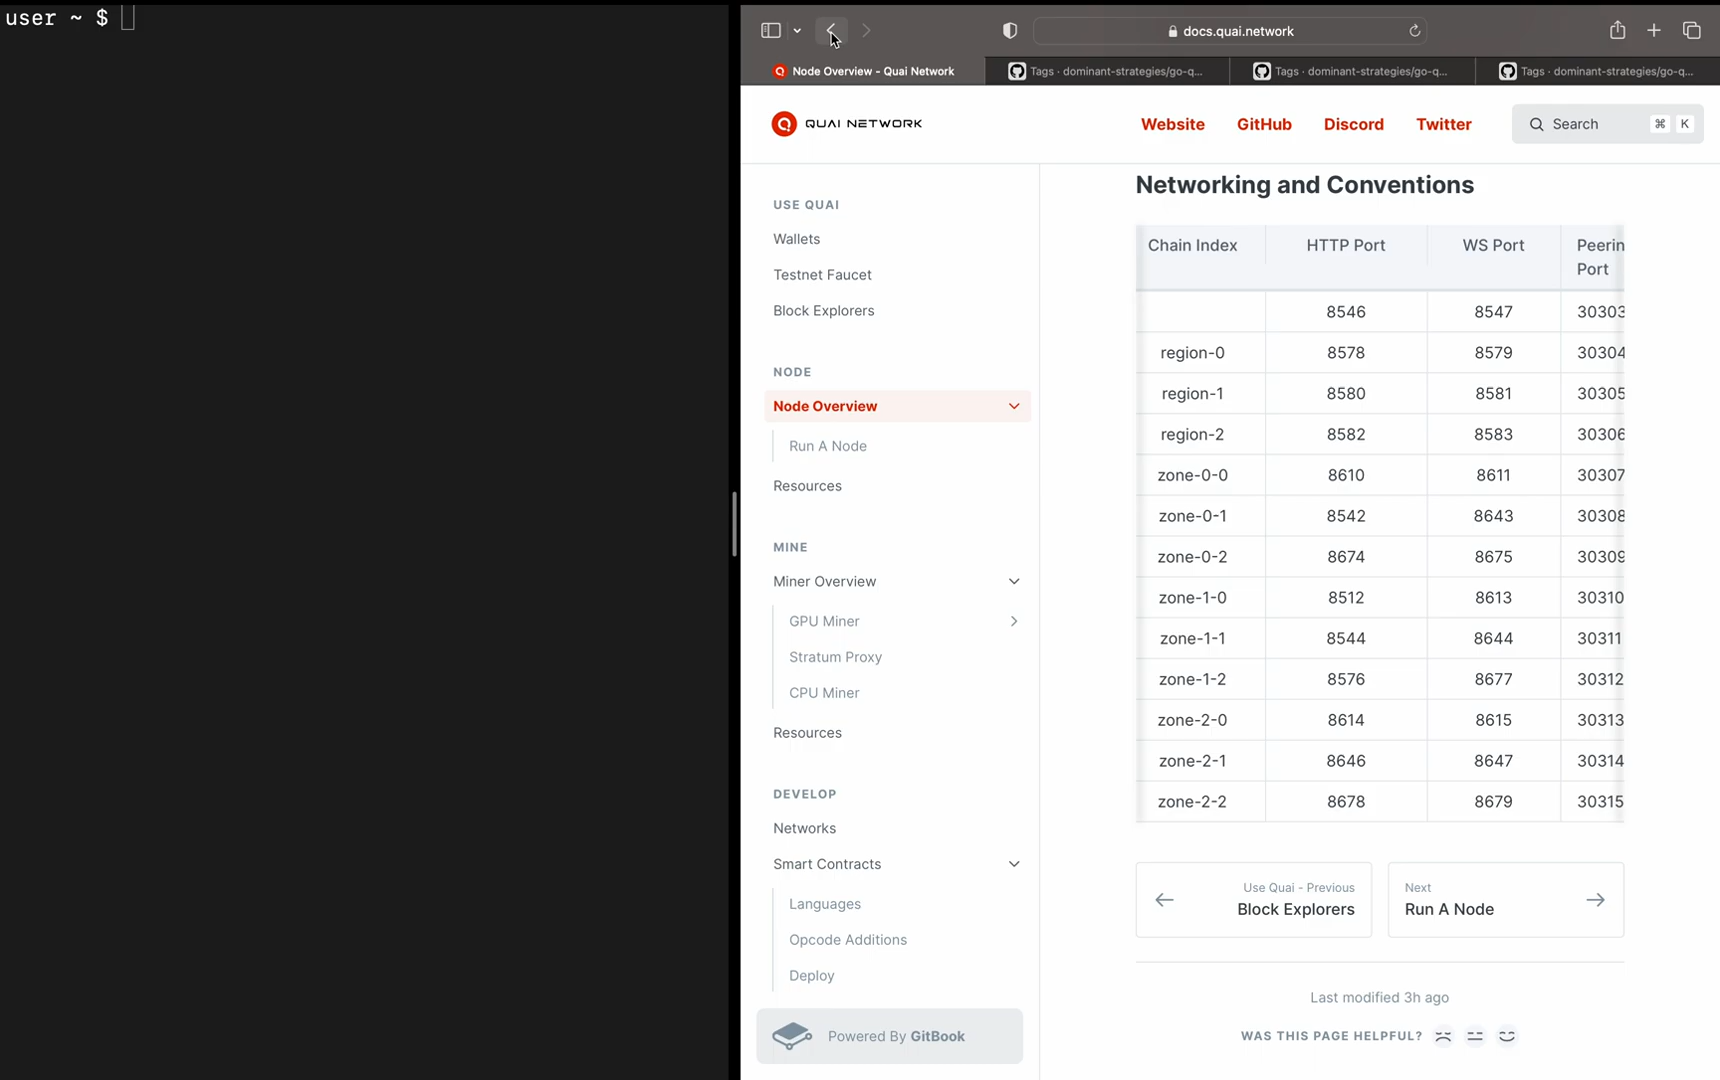 user ~ $
docs.quai.network
Node Overview - Quai Network
Tags · dominant-strategies/go-q...
Tags · dominant-strategies/go-q...
Tags · dominant-strategies/go-q...
QUAI NETWORK
Website GitHub Discord Twitter
Search ⌘ K
USE QUAI
Wallets
Testnet Faucet
Block Explorers
NODE
Node Overview
Run A Node
Resources
MINE
Miner Overview
GPU Miner
Stratum Proxy
CPU Miner
Resources
DEVELOP
Networks
Smart Contracts
Languages
Opcode Additions
Deploy
Powered By GitBook
Networking and Conventions
Chain Index HTTP Port WS Port Peerin
Port
8546 8547 30303
region-0 8578 8579 30304
region-1 8580 8581 30305
region-2 8582 8583 30306
zone-0-0 8610 8611 30307
zone-0-1 8542 8643 30308
zone-0-2 8674 8675 30309
zone-1-0 8512 8613 30310
zone-1-1 8544 8644 30311
zone-1-2 8576 8677 30312
zone-2-0 8614 8615 30313
zone-2-1 8646 8647 30314
zone-2-2 8678 8679 30315
Use Quai - Previous
Block Explorers
Next
Run A Node
Last modified 3h ago
WAS THIS PAGE HELPFUL?